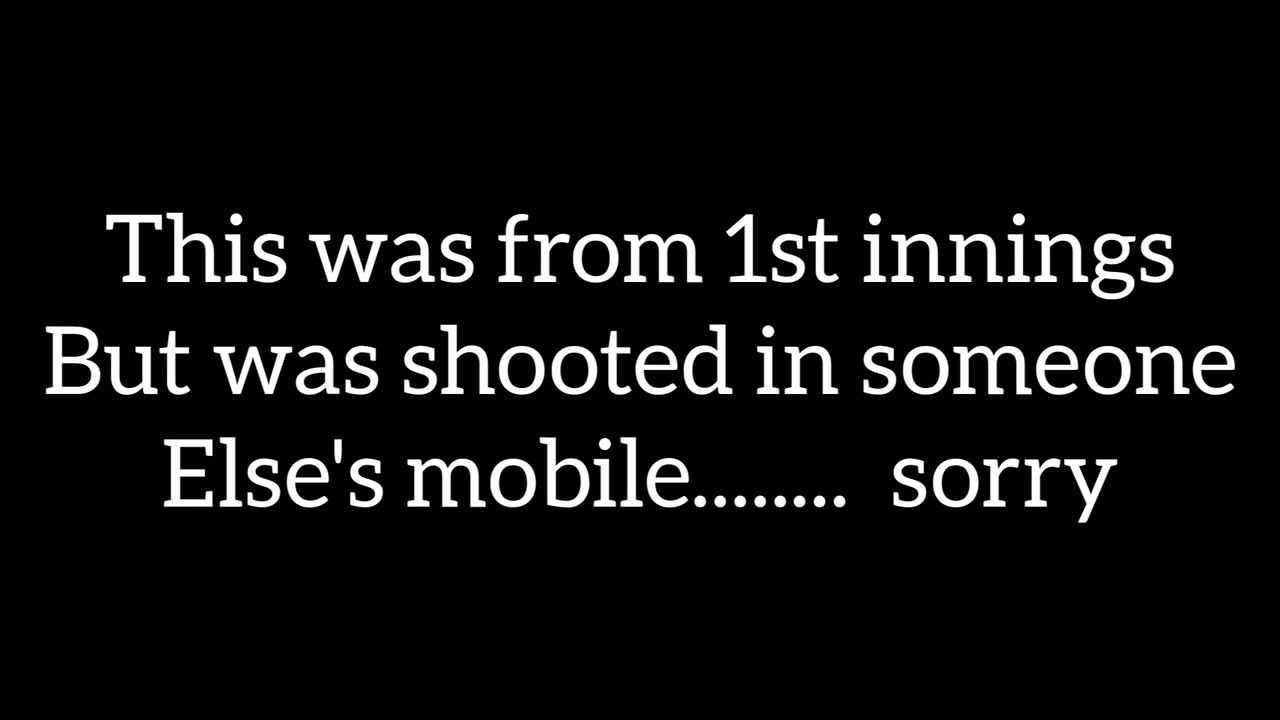 This was from 1st innings
But was shooted in someone
Else's mobile........  sorry